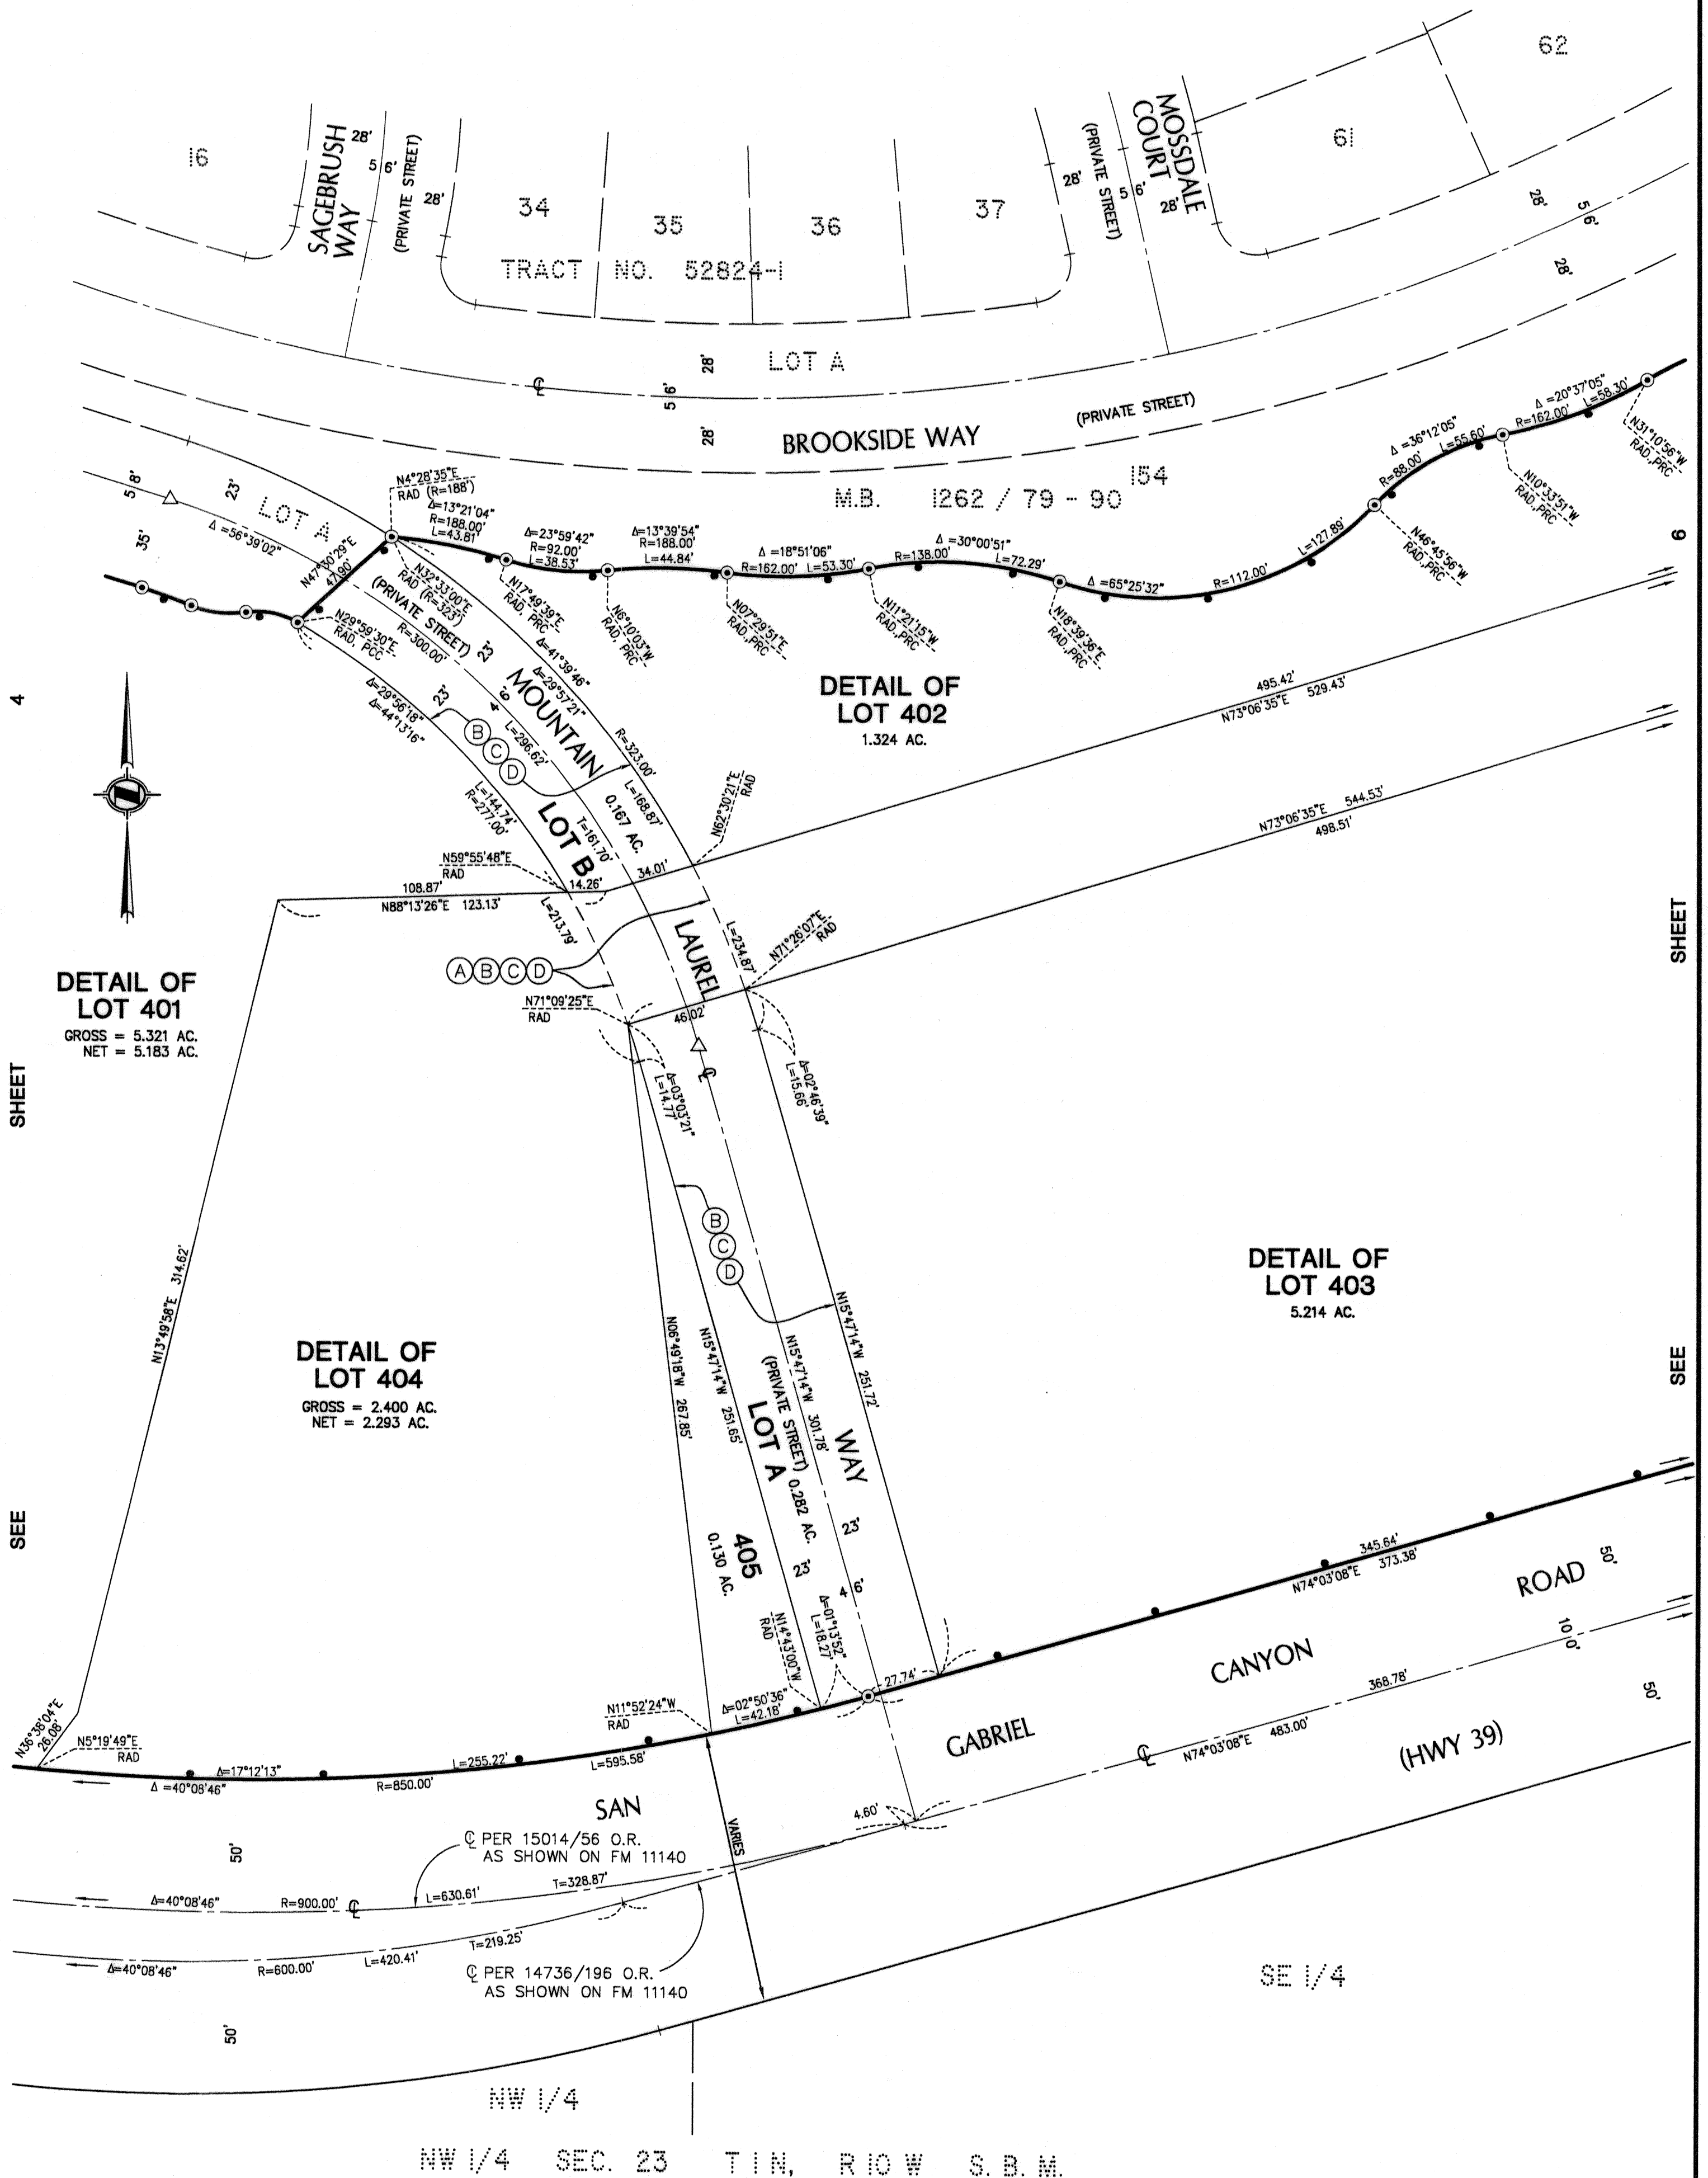 62
61
16
SAGEBRUSH
WAY
28'
5 6'
(PRIVATE STREET)
28'
34
35
36
37
28'
(PRIVATE STREET)
5 6'
MOSSDALE
COURT
28'
28'
5 6'
28'
TRACT NO. 52824-1
LOT A
28'
5 6'
28'
BROOKSIDE WAY
(PRIVATE STREET)
154
M.B. 1262 / 79 - 90
5 8'
23'
LOT A
35'
Δ =56°39'02"
N47°30'29"E
47.90'
N4°28'35"E
RAD (R=188')
Δ=13°21'04"
R=188.00'
L=43.81'
Δ=23°59'42"
R=92.00'
L=38.53'
Δ=13°39'54"
R=188.00'
L=44.84'
Δ =18°51'06"
R=162.00' L=53.30'
Δ =30°00'51"
R=138.00' L=72.29'
Δ =65°25'32"
R=112.00'
L=127.89'
Δ =36°12'05"
R=88.00' L=55.60'
Δ =20°37'05"
R=162.00' L=58.30'
N31°10'56"W
RAD.,PRC
N10°33'51"W
RAD.,PRC
N46°45'56"W
RAD.,PRC
N18°39'36"E
RAD.,PRC
N11°21'15"W
RAD.,PRC
N07°29'51"E
RAD.,PRC
N6°10'03"W
RAD., PRC
N17°49'39"E
RAD., PRC
N32°33'00"E
RAD (R=323')
N29°59'30"E
RAD, PCC
(PRIVATE STREET)
R=300.00'
23'
23'
4 6'
MOUNTAIN
Δ=41°39'46"
Δ=29°57'21"
R=323.00'
L=168.87'
L=296.62'
Δ=29°56'18"
Δ=44°13'16"
B
C
D
L=144.74'
R=277.00'
LOT B
0.167 AC.
T=161.70'
N62°30'21"E
RAD
DETAIL OF
LOT 402
1.324 AC.
495.42'
N73°06'35"E 529.43'
N73°06'35"E 544.53'
498.51'
4
6
N59°55'48"E
RAD
108.87'
14.26'
34.01'
N88°13'26"E 123.13'
L=213.79'
LAUREL
L=234.87'
N71°26'07"E
RAD
A B C D
N71°09'25"E
RAD
46.02'
DETAIL OF
LOT 401
GROSS = 5.321 AC.
NET = 5.183 AC.
SHEET
SHEET
Δ=03°03'21"
L=14.77'
Δ=02°46'39"
L=15.66'
B
C
D
N13°49'58"E 314.62'
DETAIL OF
LOT 403
5.214 AC.
DETAIL OF
LOT 404
GROSS = 2.400 AC.
NET = 2.293 AC.
SEE
SEE
N06°49'18"W 267.85'
N15°47'14"W 251.65'
LOT A
(PRIVATE STREET) 0.282 AC.
N15°47'14"W 301.78'
N15°47'14"W 251.72'
WAY
23'
23'
4 6'
405
0.130 AC.
N14°43'00"W
RAD
Δ=01°13'52"
L=18.27'
27.74'
N11°52'24"W
RAD
Δ=02°50'36"
L=42.18'
345.64'
N74°03'08"E 373.38'
50'
ROAD
100'
CANYON
368.78'
50'
GABRIEL
N74°03'08"E 483.00'
(HWY 39)
N36°38'04"E
26.08'
N5°19'49"E
RAD
Δ=17°12'13"
L=255.22'
Δ =40°08'46"
R=850.00'
L=595.58'
SAN
4.60'
VARIES
50'
℄ PER 15014/56 O.R.
AS SHOWN ON FM 11140
T=328.87'
Δ=40°08'46" R=900.00' ℄ L=630.61'
T=219.25'
Δ=40°08'46" R=600.00' L=420.41'
℄ PER 14736/196 O.R.
AS SHOWN ON FM 11140
50'
SE 1/4
NW 1/4
NW 1/4 SEC. 23 T 1 N, R 10 W S. B. M.